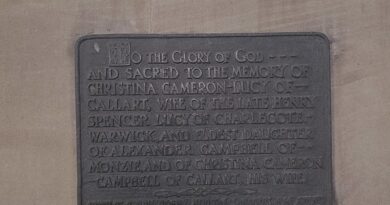 TO THE GLORY OF GOD ---
AND SACRED TO THE MEMORY OF
CHRISTINA CAMERON-LUCY OF—
CALLART, WIFE OF THE LATE HENRY
SPENCER LUCY OF CHARLECOTE-
WARWICK, AND ELDEST DAUGHTER
OF ALEXANDER CAMPBELL OF—
MONZIE, AND OF CHRISTINA CAMERON
—CAMPBELL OF CALLART, HIS WIFE.